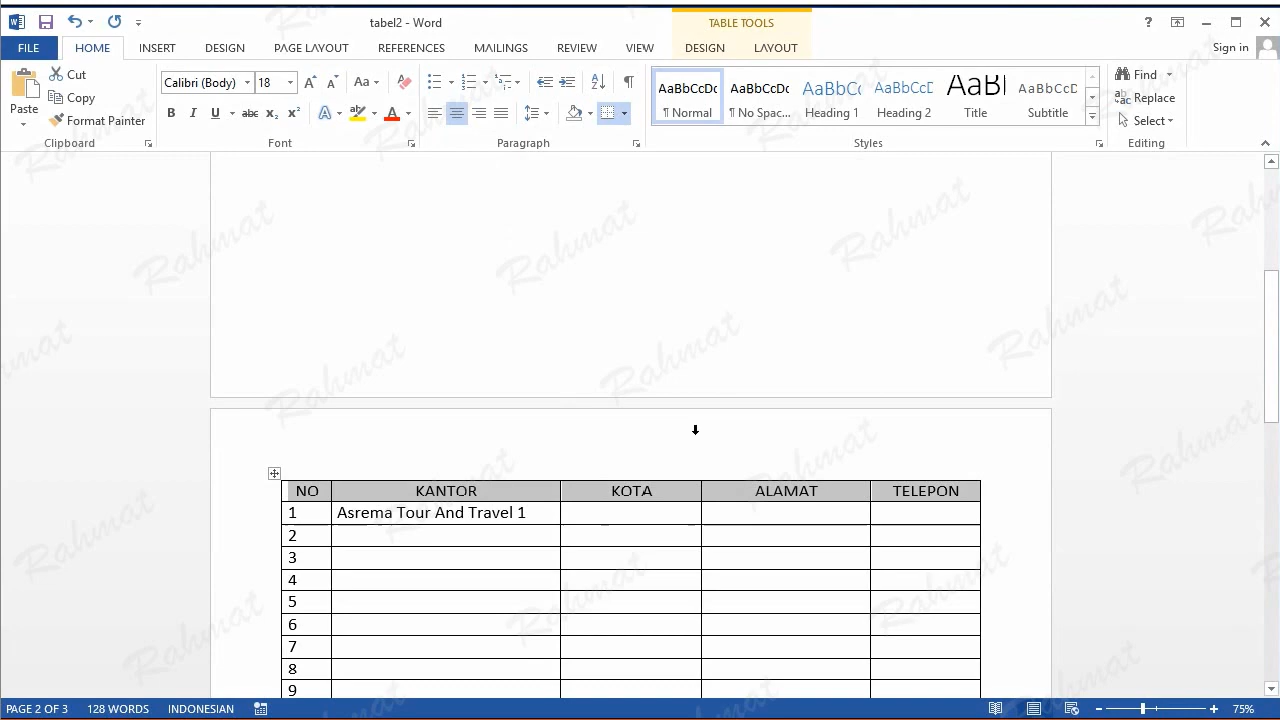 tabel2 - Word
TABLE TOOLS
?
FILE
HOME
INSERT
DESIGN
PAGE LAYOUT
REFERENCES
MAILINGS
REVIEW
VIEW
DESIGN
LAYOUT
Sign in
Paste
Cut
Copy
Format Painter
Clipboard
Calibri (Body)
18
Font
Paragraph
AaBbCcDc
¶ Normal
AaBbCcDc
¶ No Spac...
AaBbC
Heading 1
AaBbCcD
Heading 2
AaB
Title
AaBbCcD
Subtitle
Styles
Find
Replace
Select
Editing
NO KANTOR KOTA ALAMAT TELEPON
1 Asrema Tour And Travel 1
2
3
4
5
6
7
8
9
PAGE 2 OF 3
128 WORDS
INDONESIAN
75%
Rahmat